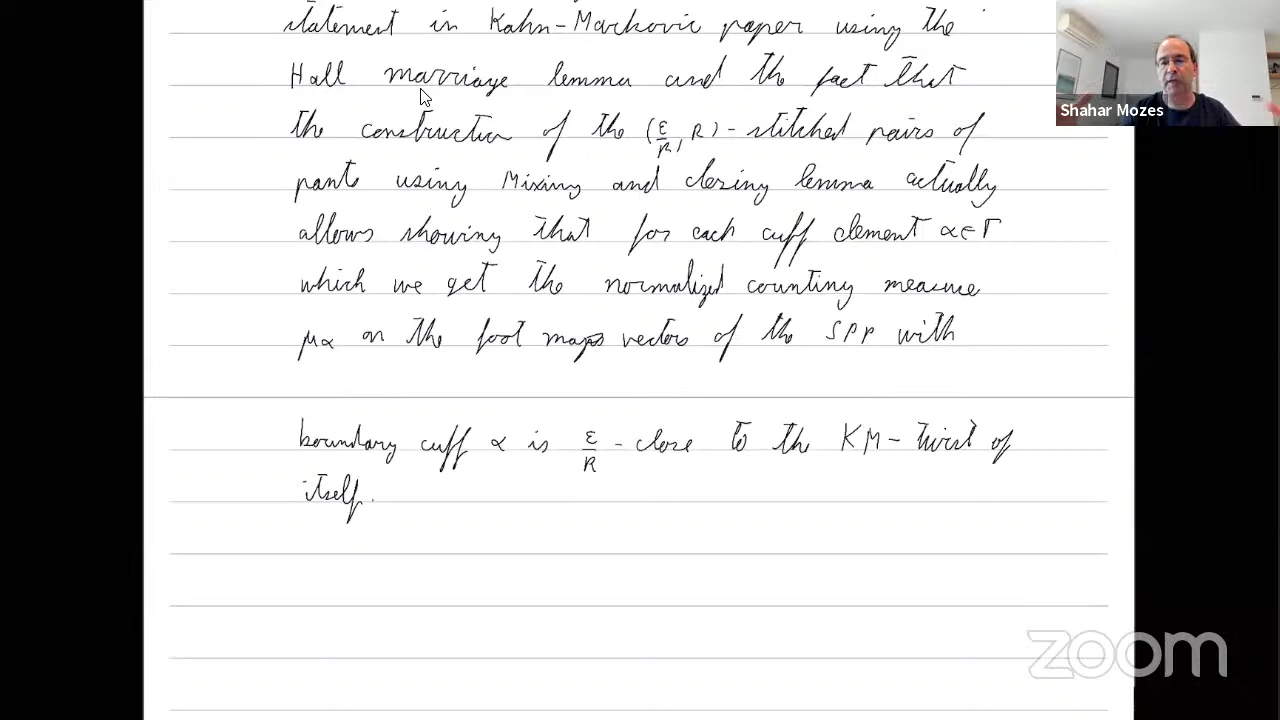 statement in Kahn-Markovic paper using the
Hall marriage lemma and the fact that
the construction of the (ε/R, R)-stitched pairs of
pants using Mixing and closing lemma actually
allows showing that for each cuff element α∈Γ
which we get the normalized counting measure
μα on the foot maps vectors of the SPP with
boundary cuff α is ε/R-close to the KM-twist of
itself.
Shahar Mozes
zoom